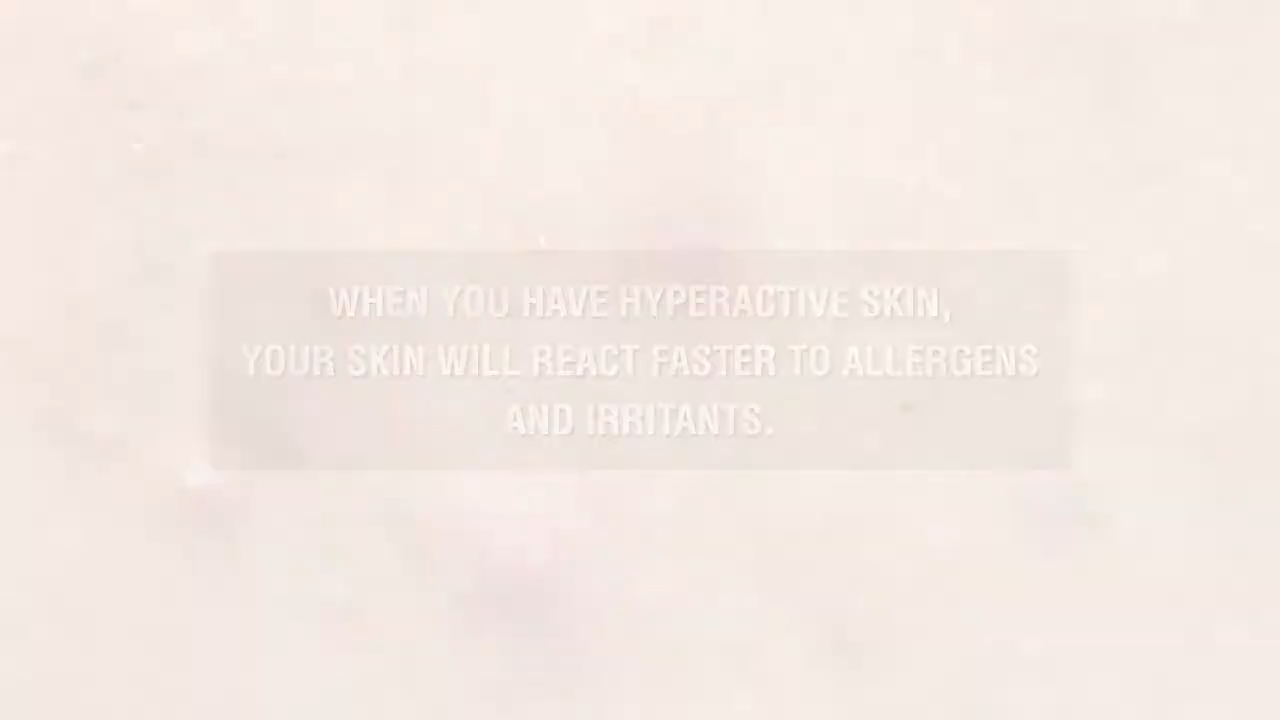 WHEN YOU HAVE HYPERACTIVE SKIN,
YOUR SKIN WILL REACT FASTER TO ALLERGENS
AND IRRITANTS.